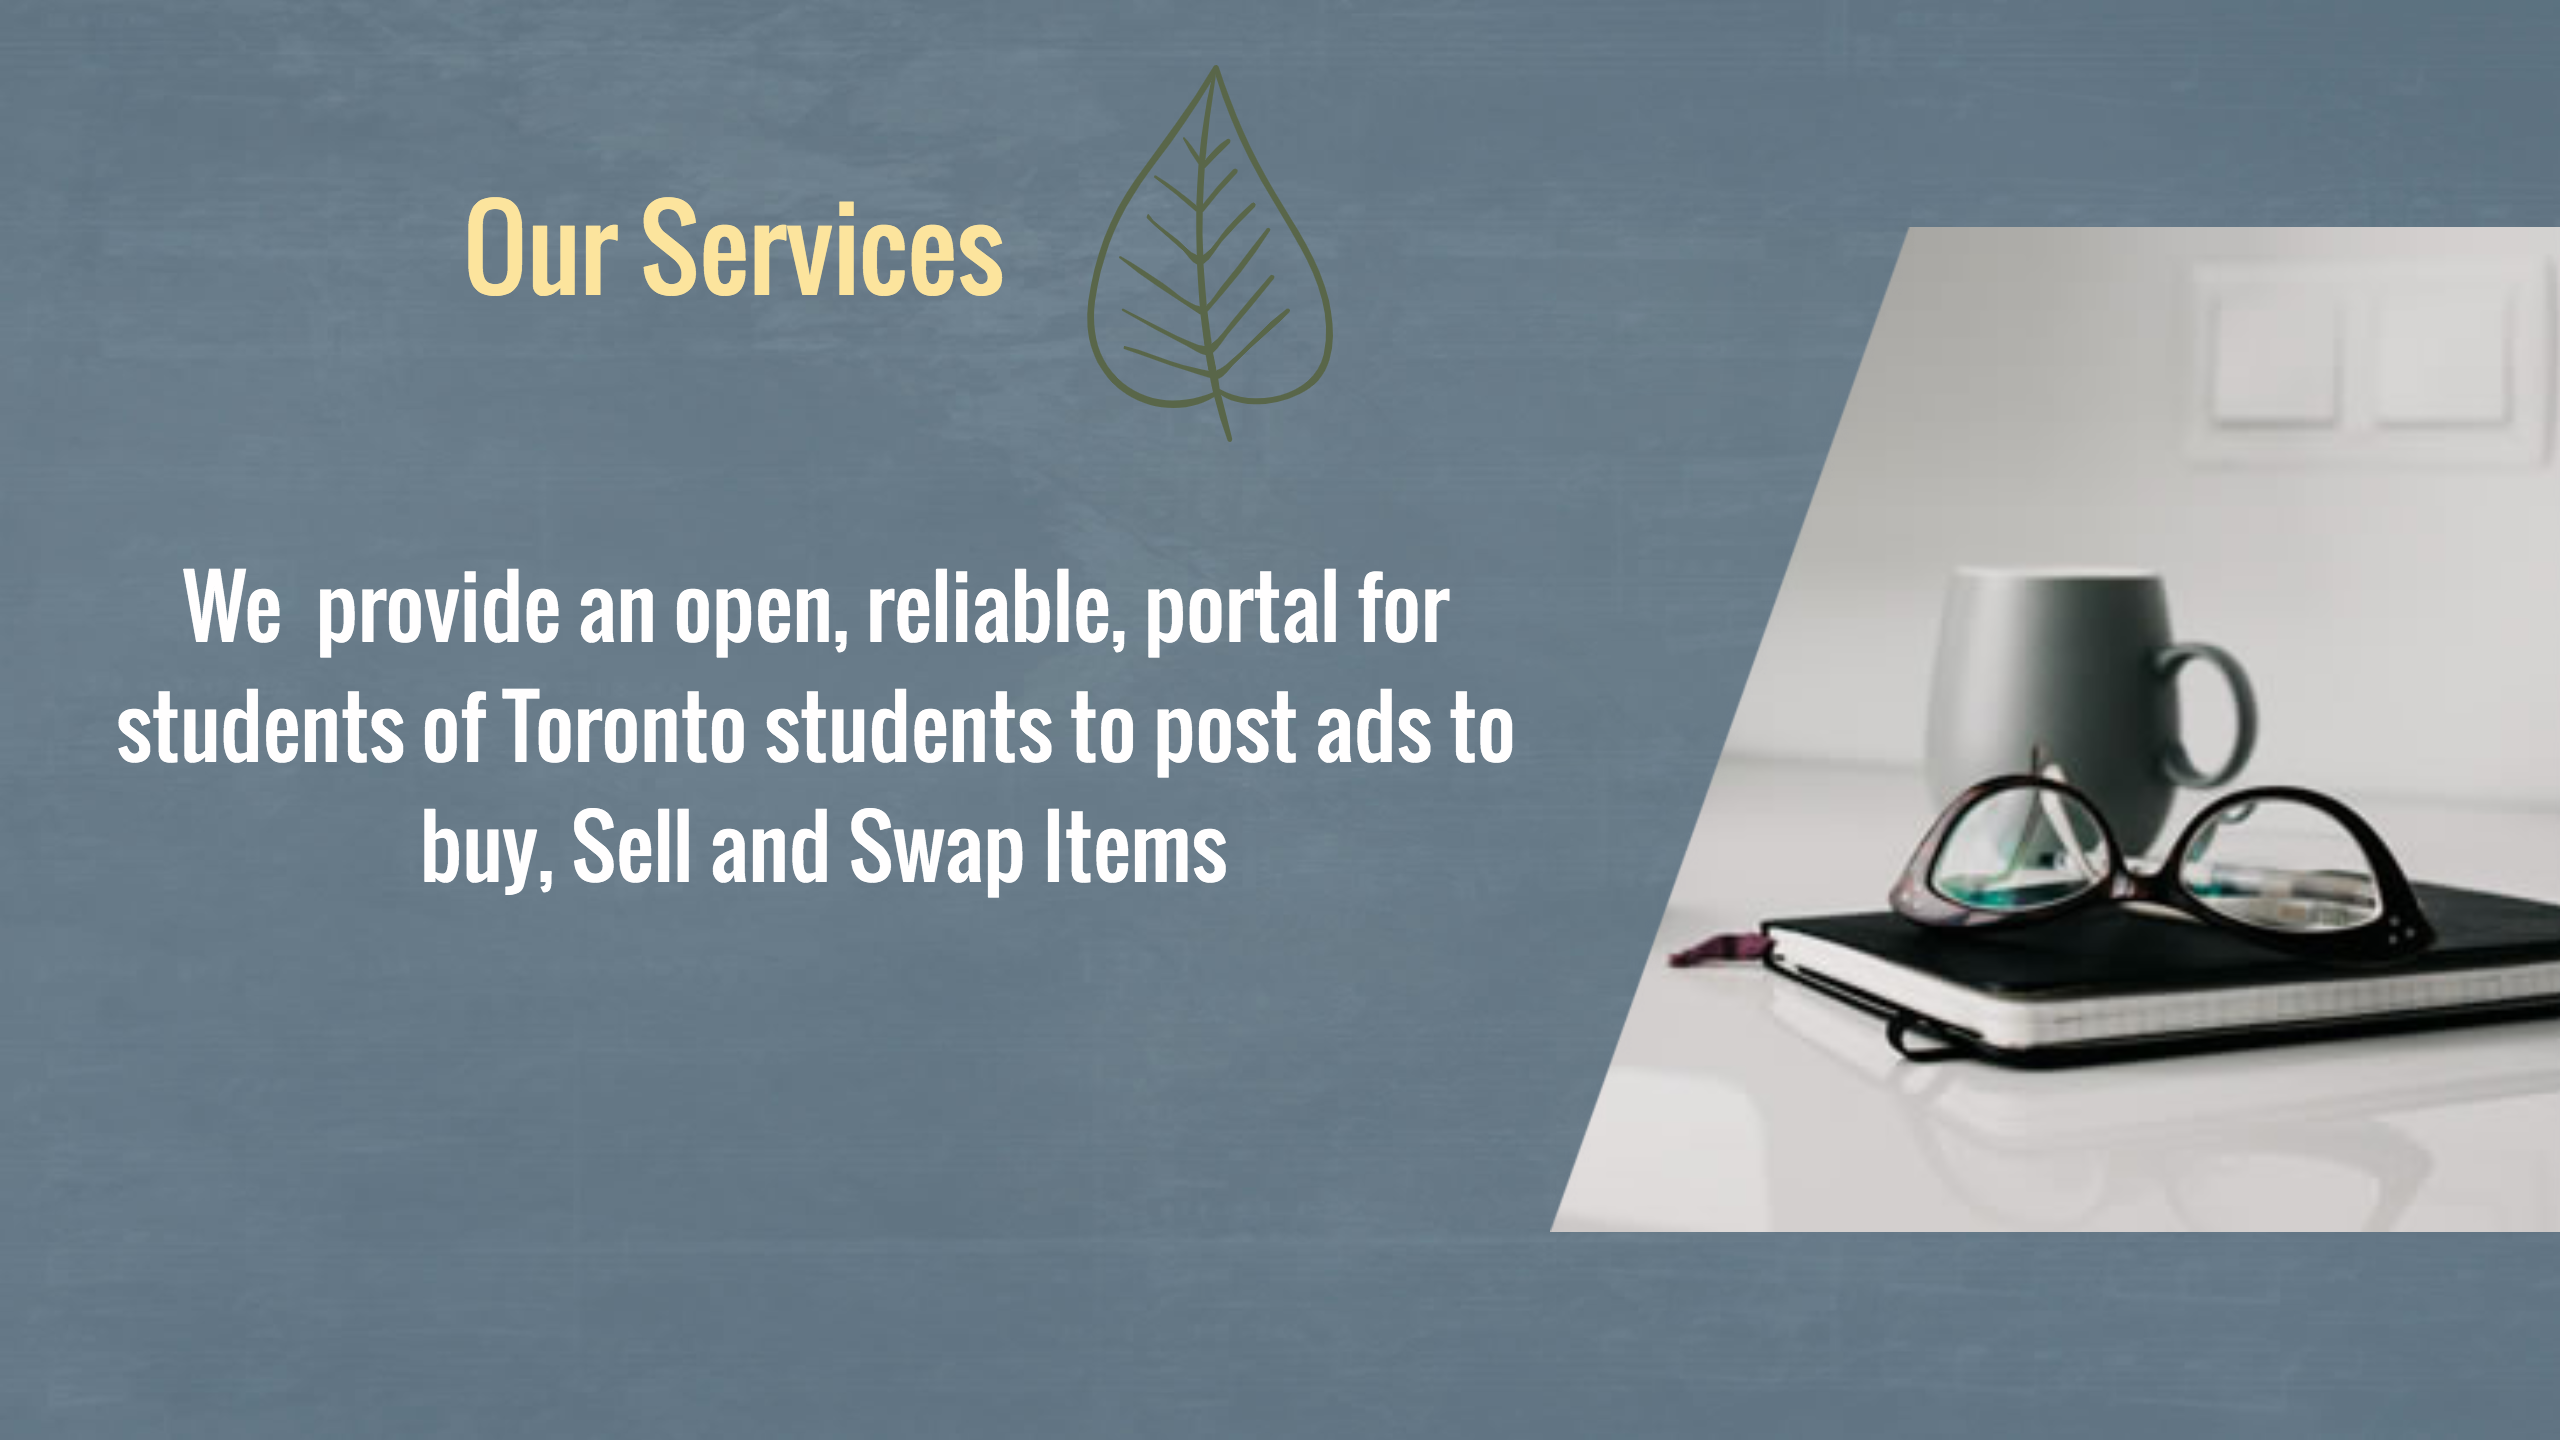 Our Services
We  provide an open, reliable, portal for
students of Toronto students to post ads to
buy, Sell and Swap Items